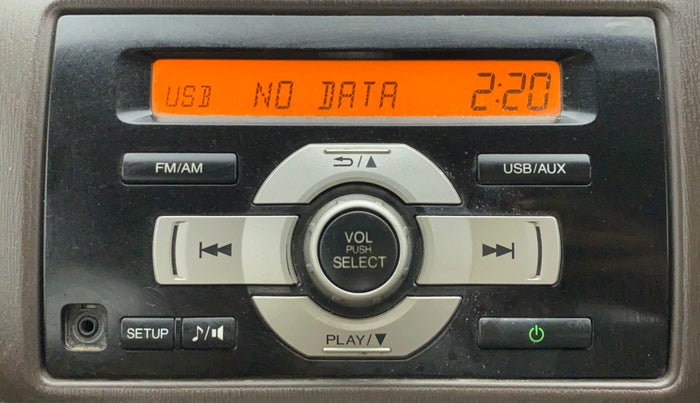 USB NO DATA 2:20
FM/AM
USB/AUX
VOL
PUSH
SELECT
SETUP
PLAY/▼